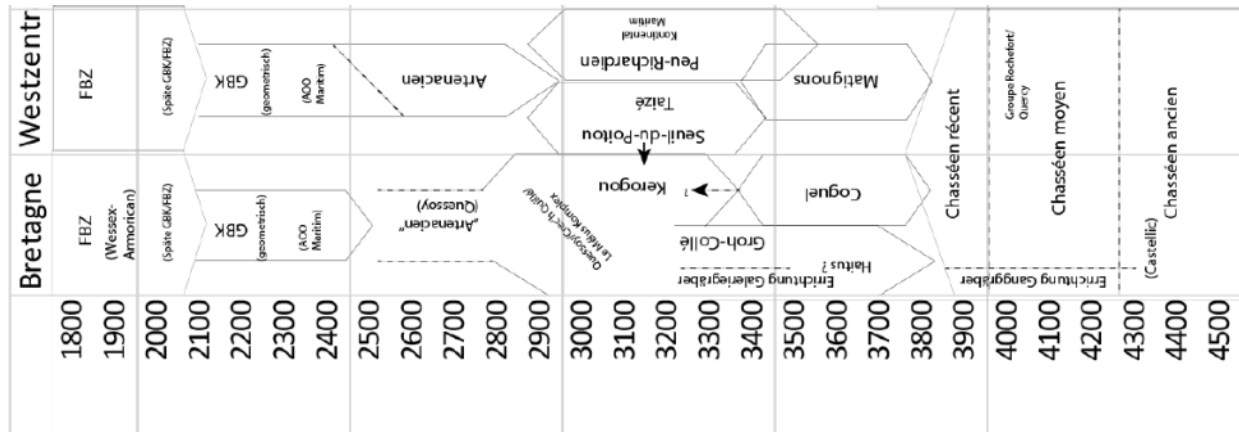 Westzentr
FBZ
(Späte GBK/FBZ)
GBK
(geometrisch)
(AOO
Maritim)
Artenacien
Kontinental
Maritim
Peu-Richardien
Taizé
Seuil-du-Poitou
Matignons
Chasséen récent
Groupe Rochefort/
Quercy
Chasséen moyen
Chasséen ancien
Bretagne
FBZ
(Wessex-
Armorican)
(Späte GBK/FBZ)
GBK
(geometrisch)
(AOO
Maritim|
„Artenacien“
(Quessoy)
Quessoy/Crech Quillé/
Le Mélus Komplex
Kerogou
?
Groh-Collé
Errichtung Galeriegräber
Coguel
Haitus?
Errichtung Ganggräber
(Castellic)
1800
1900
2000
2100
2200
2300
2400
2500
2600
2700
2800
2900
3000
3100
3200
3300
3400
3500
3600
3700
3800
3900
4000
4100
4200
4300
4400
4500